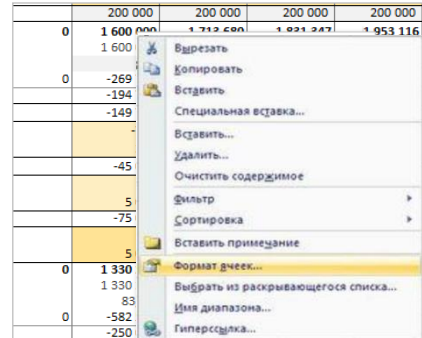 200 000 200 000 200 000 200 000
0 1 600 000 1 713 680 1 831 347 1 953 116
1 600
0 -269
-194
-149
-
-45
5
-75
5
0 1 330
1 330
83
0 -582
-250
Вырезать
Копировать
Вставить
Специальная вставка...
Вставить...
Удалить...
Очистить содержимое
Фильтр
Сортировка
Вставить примечание
Формат ячеек...
Выбрать из раскрывающегося списка...
Имя диапазона...
Гиперссылка...